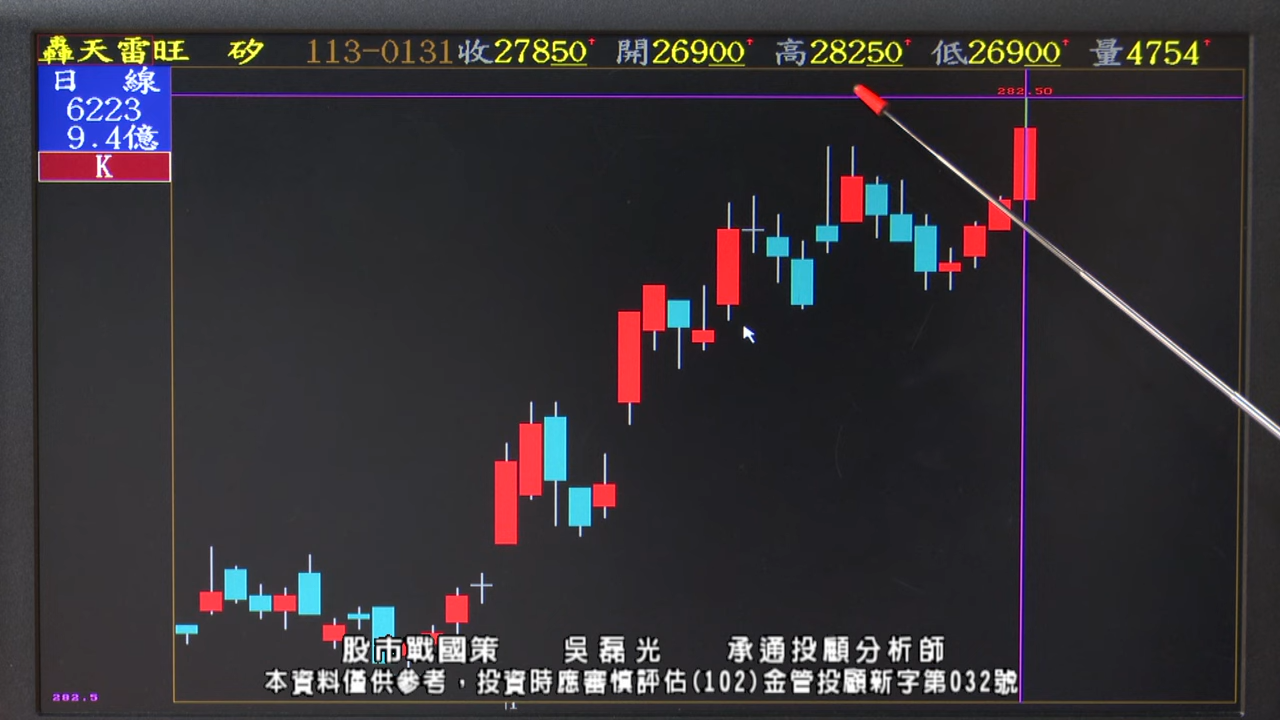 轟天雷旺 矽 113-0131收27850↑ 開26900↑ 高28250↑ 低26900↑ 量4754↑
日 線
6223
9.4億
K
282.50
股市戰國策 吳磊光 承通投顧分析師
本資料僅供參考，投資時應審慎評估(102)金管投顧新字第032號
282.5